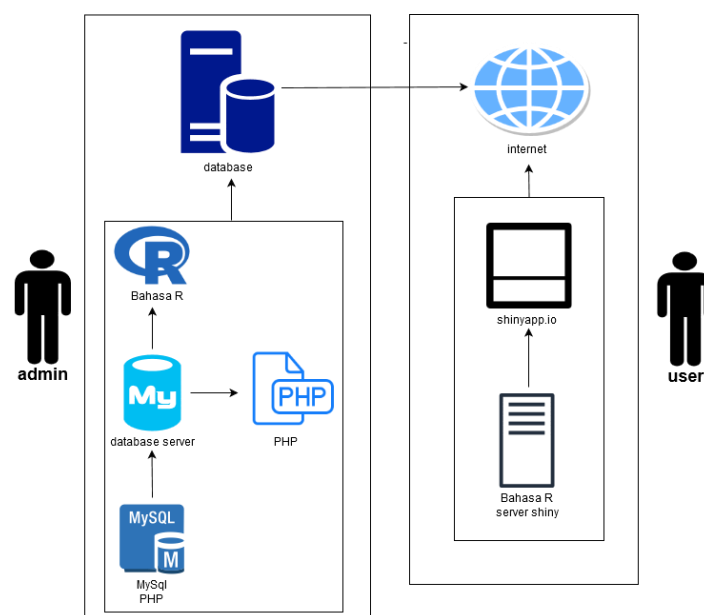 database
internet
R
Bahasa R
shinyapp.io
admin
user
My
database server
PHP
PHP
Bahasa R
server shiny
MySQL
M
MySql
PHP